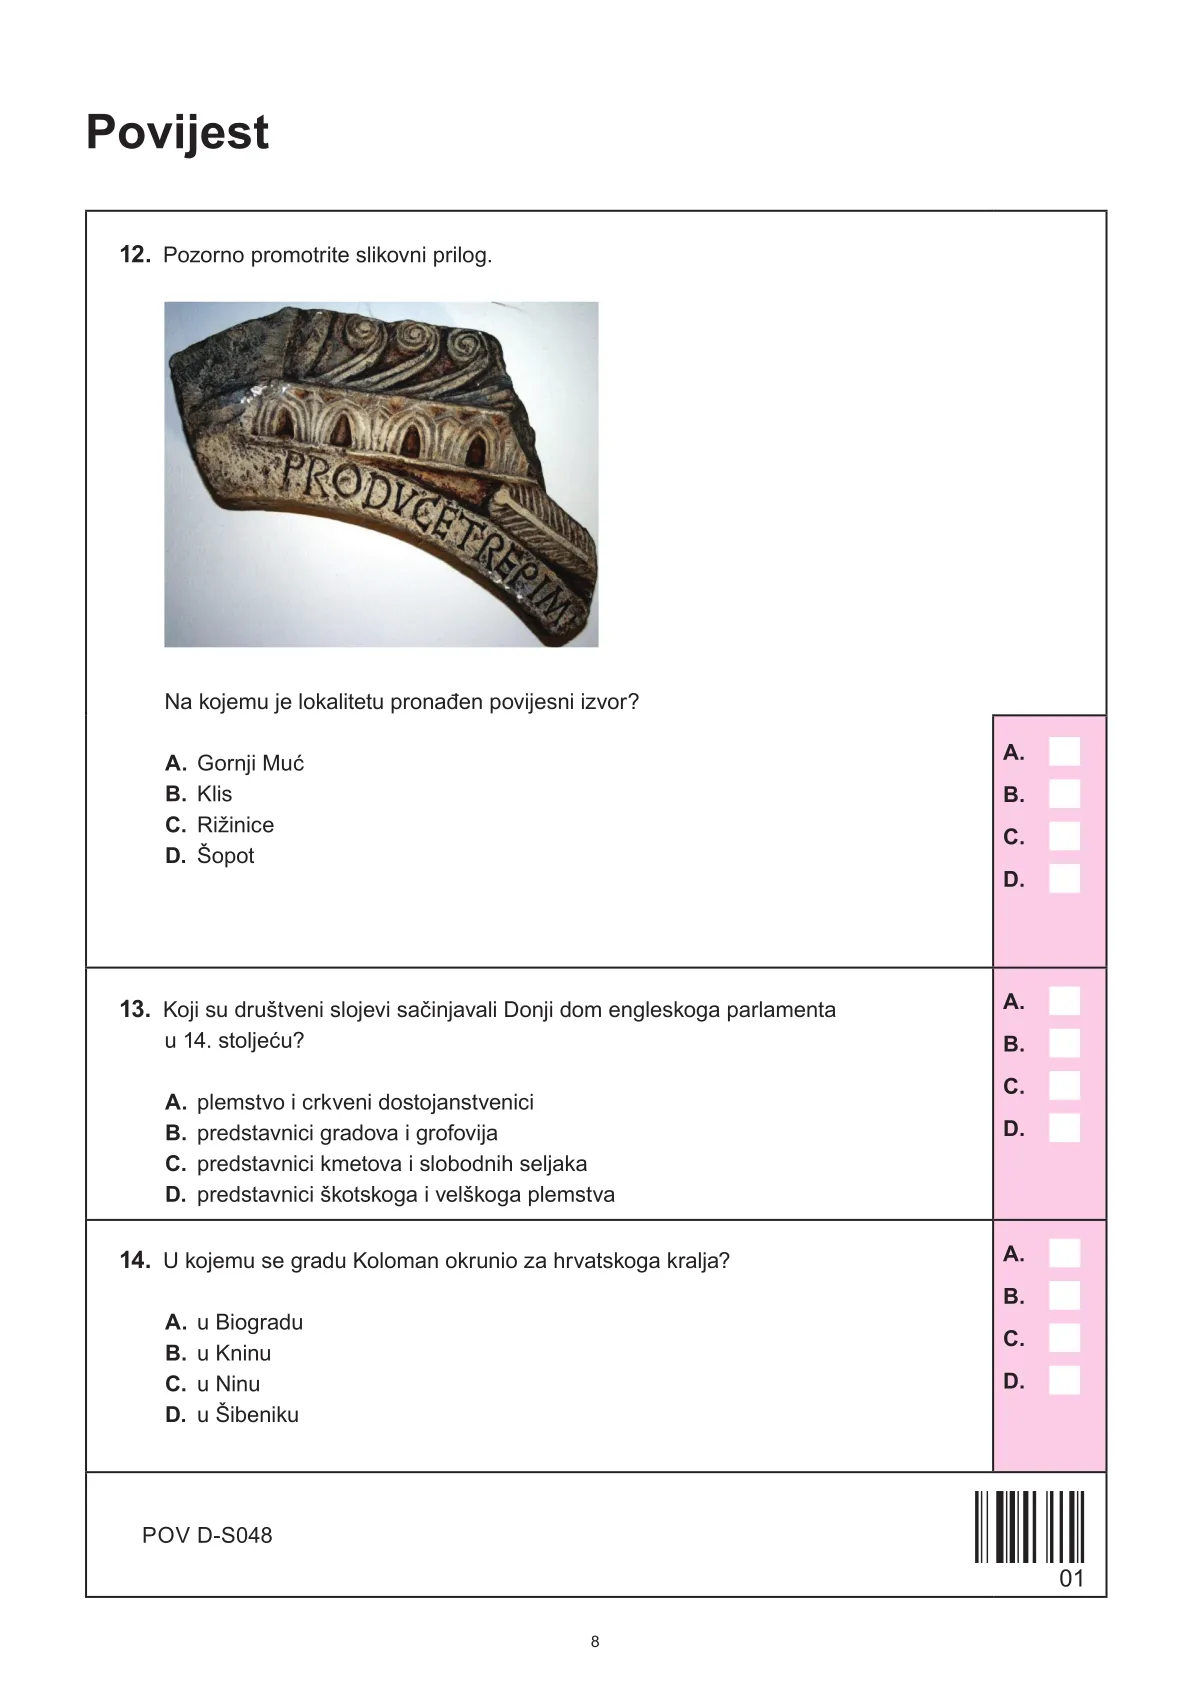 Povijest
12. Pozorno promotrite slikovni prilog.
PRODVCETREPIM
Na kojemu je lokalitetu pronađen povijesni izvor?
A. Gornji Muć
B. Klis
C. Rižinice
D. Šopot
A.
B.
C.
D.
13. Koji su društveni slojevi sačinjavali Donji dom engleskoga parlamenta
u 14. stoljeću?
A. plemstvo i crkveni dostojanstvenici
B. predstavnici gradova i grofovija
C. predstavnici kmetova i slobodnih seljaka
D. predstavnici škotskoga i velškoga plemstva
A.
B.
C.
D.
14. U kojemu se gradu Koloman okrunio za hrvatskoga kralja?
A. u Biogradu
B. u Kninu
C. u Ninu
D. u Šibeniku
A.
B.
C.
D.
POV D-S048
01
8